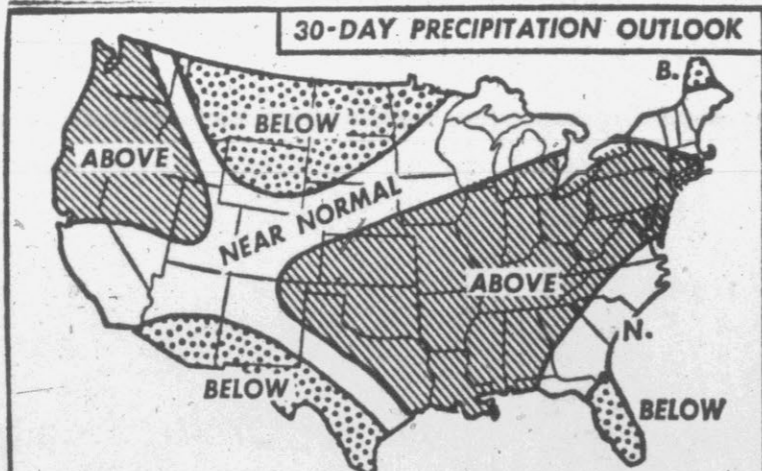 30-DAY PRECIPITATION OUTLOOK
B.
BELOW
ABOVE
NEAR NORMAL
ABOVE
N.
BELOW
BELOW